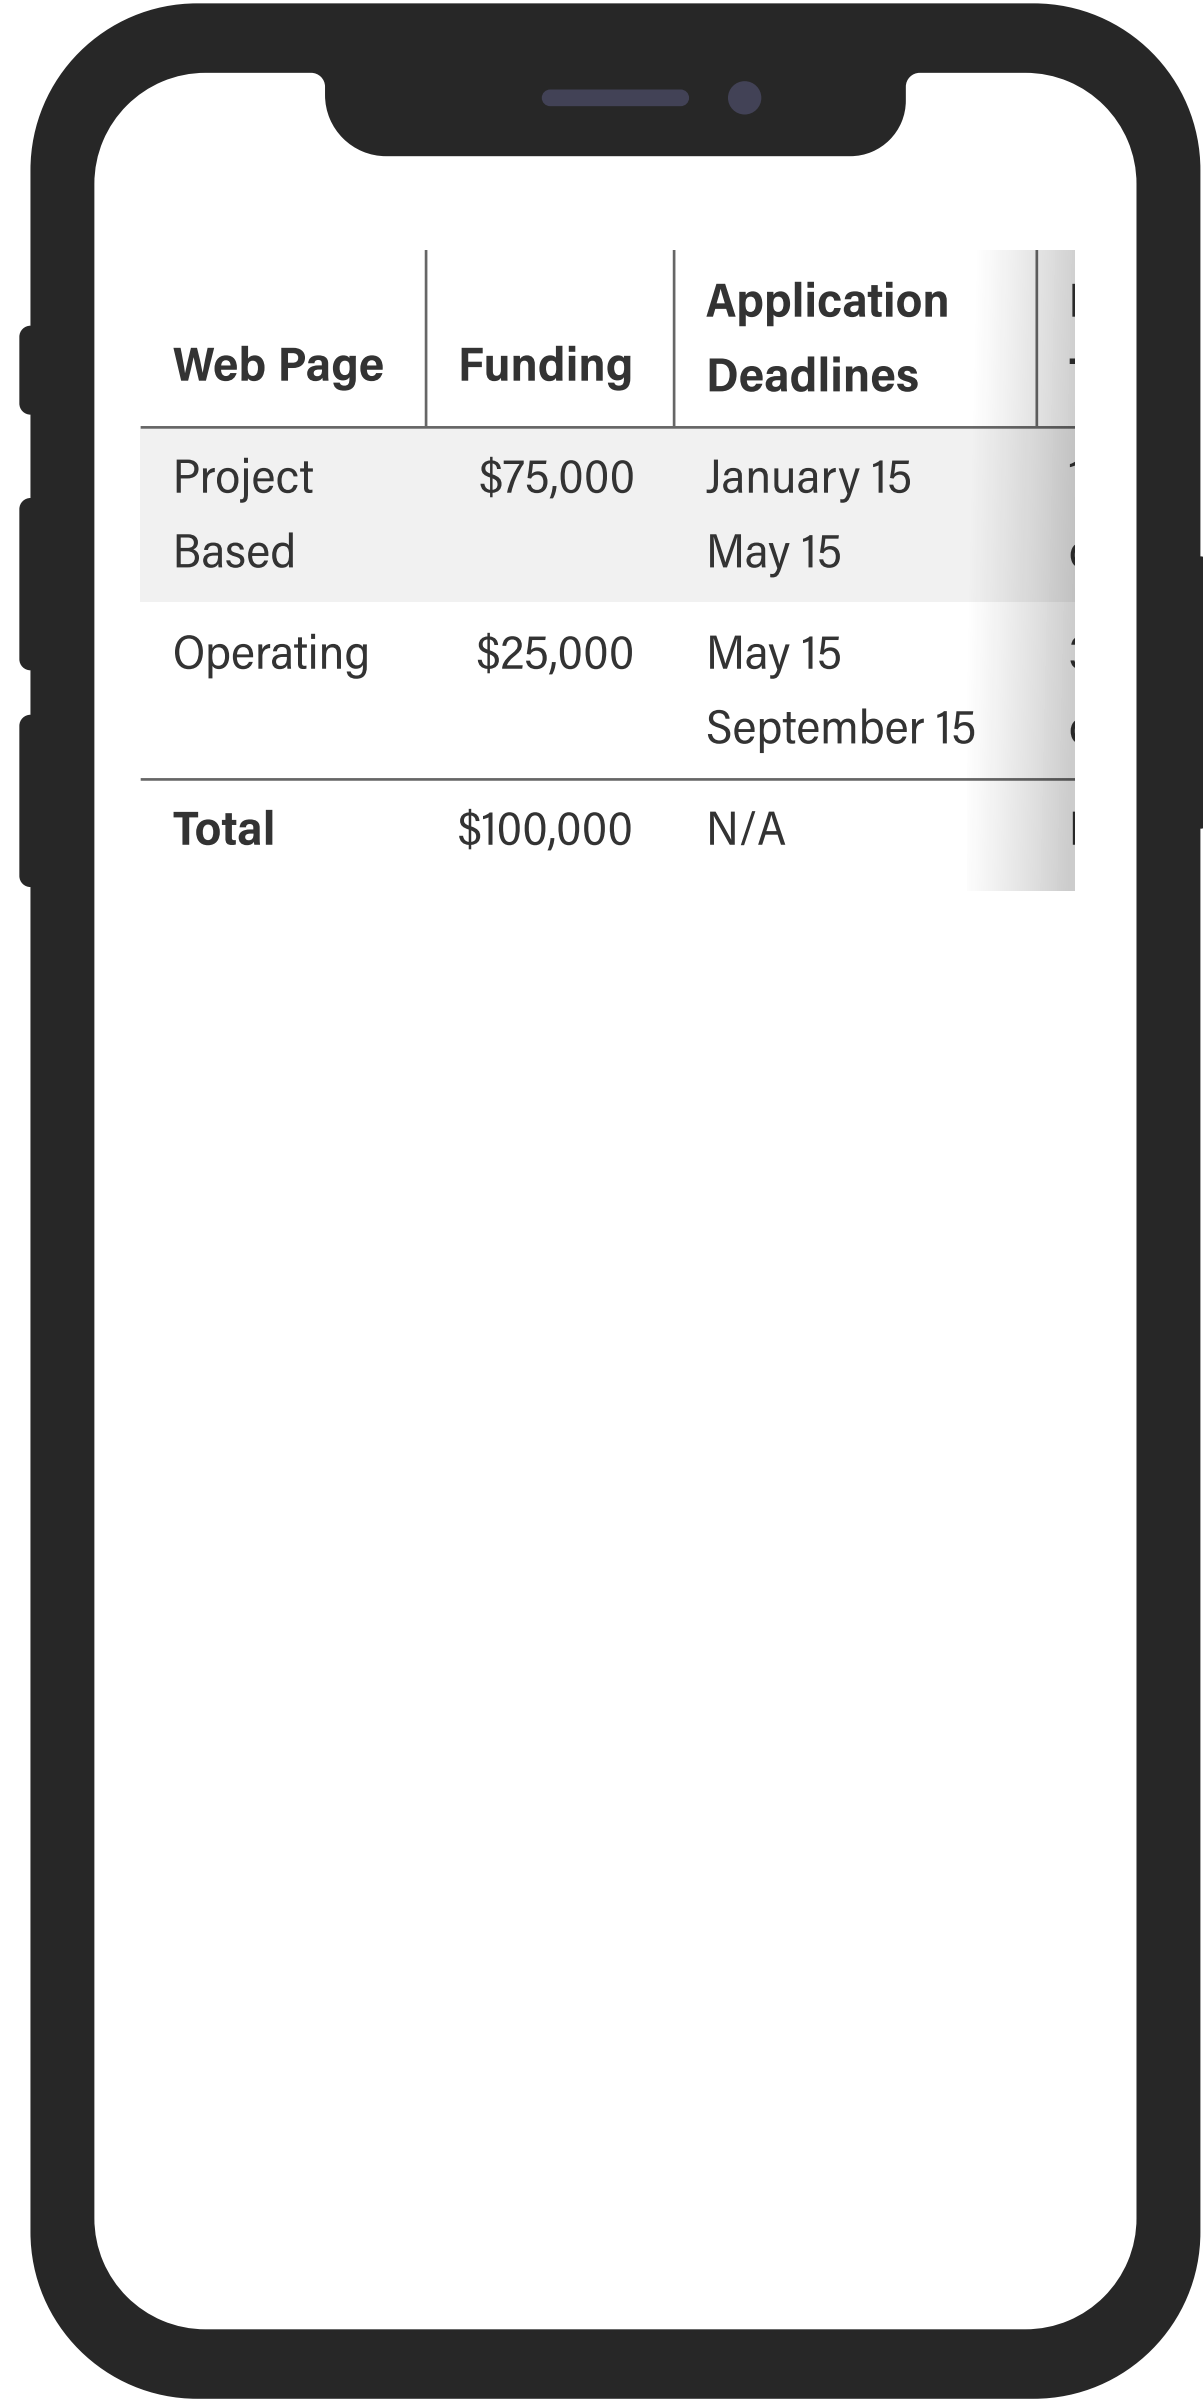 Web Page Funding Application
Deadlines
Project $75,000 January 15
Based May 15
Operating $25,000 May 15
September 15
Total $100,000 N/A